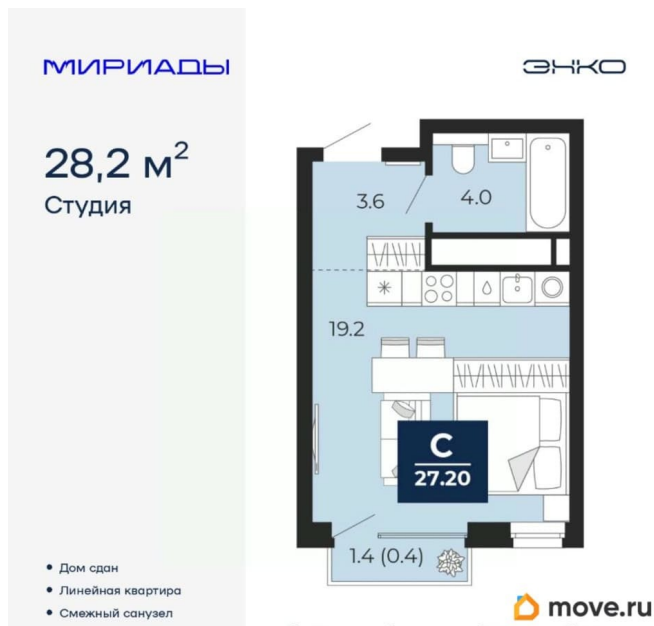 МИРИАДЫ
ЭНКО
28,2 м²
Студия
3.6
4.0
19.2
С
27.20
1.4 (0.4)
• Дом сдан
• Линейная квартира
• Смежный санузел
move.ru